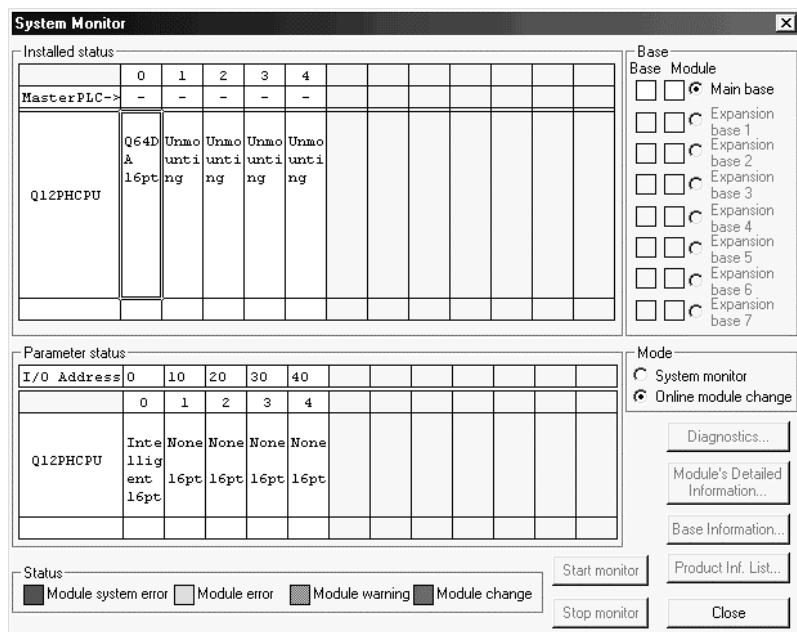 System Monitor
Installed status
0 1 2 3 4
MasterPLC-> - - - - -
Q12PHCPU
Q64D
A
16pt
Unmo
unti
ng
Unmo
unti
ng
Unmo
unti
ng
Unmo
unti
ng
Base
Base Module
Main base
Expansion
base 1
Expansion
base 2
Expansion
base 3
Expansion
base 4
Expansion
base 5
Expansion
base 6
Expansion
base 7
Parameter status
I/O Address 0 10 20 30 40
0 1 2 3 4
Q12PHCPU
Inte
llig
ent
16pt
None
16pt
None
16pt
None
16pt
None
16pt
Mode
System monitor
Online module change
Diagnostics...
Module's Detailed
Information...
Base Information...
Product Inf. List...
Status
Module system error Module error Module warning Module change
Start monitor
Stop monitor
Close